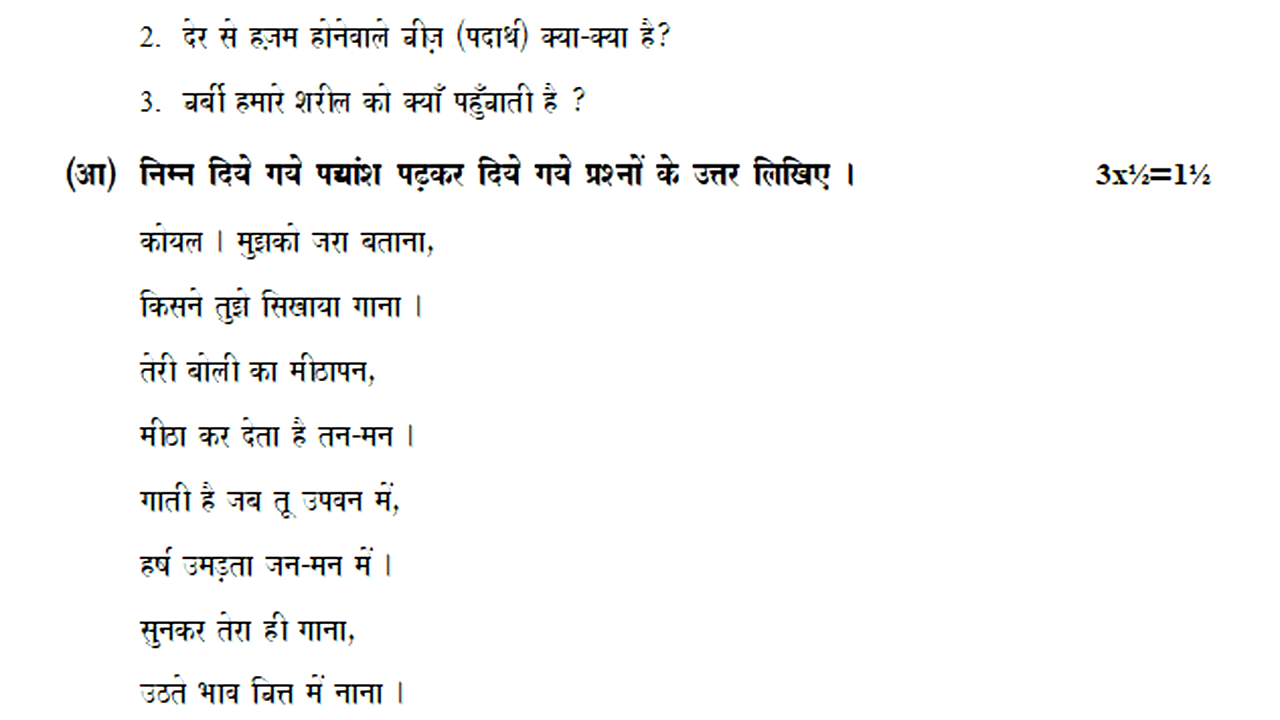 2. देर से हज़म होनेवाले चीज़ (पदार्थ) क्या-क्या है?
3. चर्बी हमारे शरील को क्याँ पहुँचाती है ?
(आ) निम्न दिये गये पद्यांश पढ़कर दिये गये प्रश्नों के उत्तर लिखिए । 3x½=1½
कोयल । मुझको जरा बताना,
किसने तुझे सिखाया गाना ।
तेरी बोली का मीठापन,
मीठा कर देता है तन-मन ।
गाती है जब तू उपवन में,
हर्ष उमड़ता जन-मन में ।
सुनकर तेरा ही गाना,
उठते भाव चित्त में नाना ।